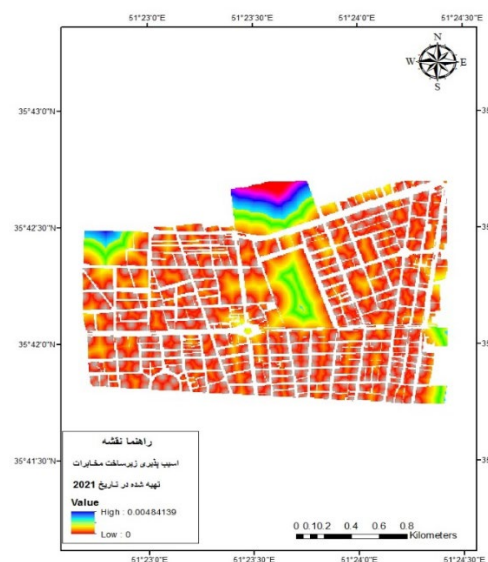 51°23'0"E 51°23'30"E 51°24'0"E 51°24'30"E
N
W E
S
35°43'0"N
35°42'30"N
35°42'0"N
35°41'30"N
راهنما نقشه
اسیب پذیری زیرساخت مخابرات
تهیه شده در تاریخ 2021
Value
High : 0.00484139
Low : 0
0 0.1 0.2 0.4 0.6 0.8
Kilometers
51°23'0"E 51°23'30"E 51°24'0"E 51°24'30"E